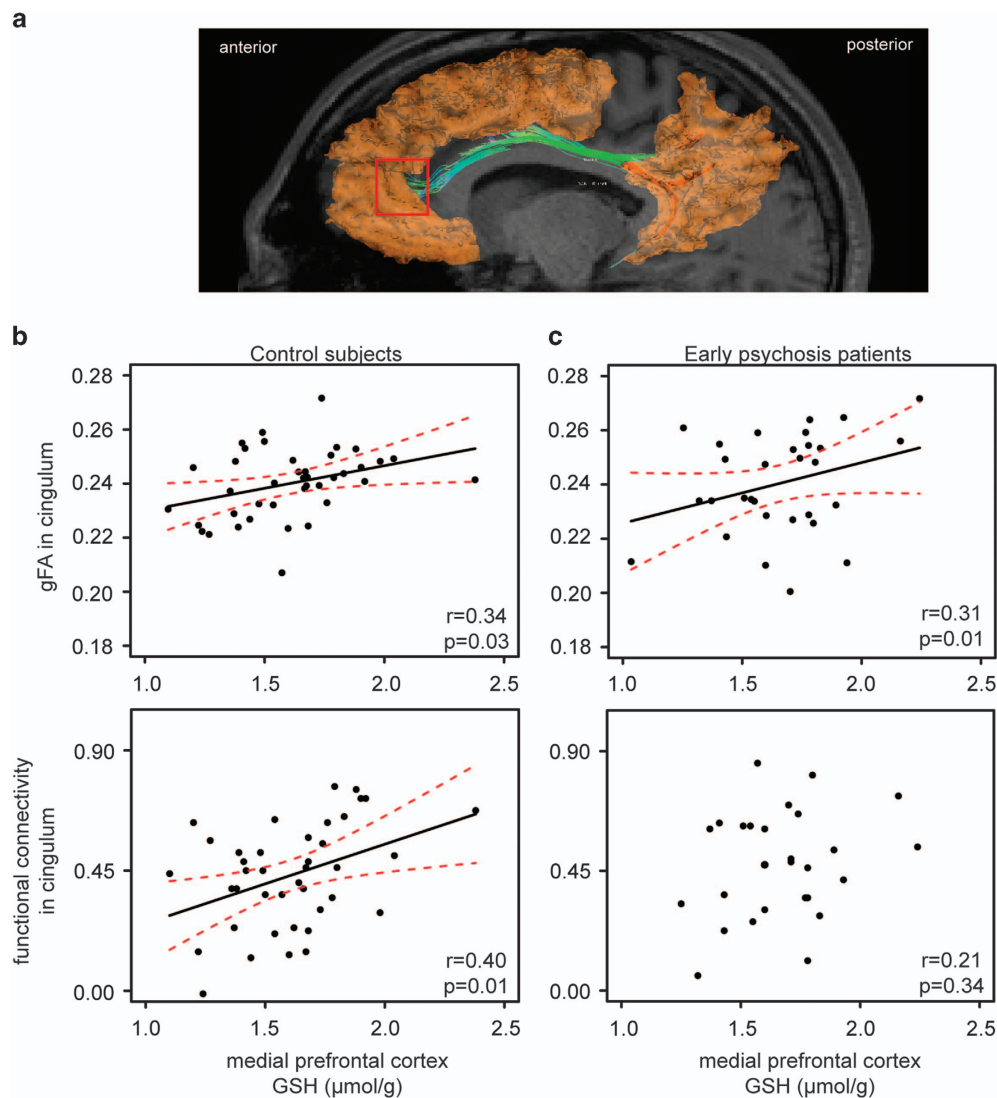 a
anterior
posterior
b
Control subjects
gFA in cingulum
0.28
0.26
0.24
0.22
0.20
0.18
r=0.34
p=0.03
1.0 1.5 2.0 2.5
functional connectivity
in cingulum
0.90
0.45
0.00
r=0.40
p=0.01
1.0 1.5 2.0 2.5
medial prefrontal cortex
GSH (μmol/g)
c
Early psychosis patients
0.28
0.26
0.24
0.22
0.20
0.18
r=0.31
p=0.01
1.0 1.5 2.0 2.5
0.90
0.45
0.00
r=0.21
p=0.34
1.0 1.5 2.0 2.5
medial prefrontal cortex
GSH (μmol/g)